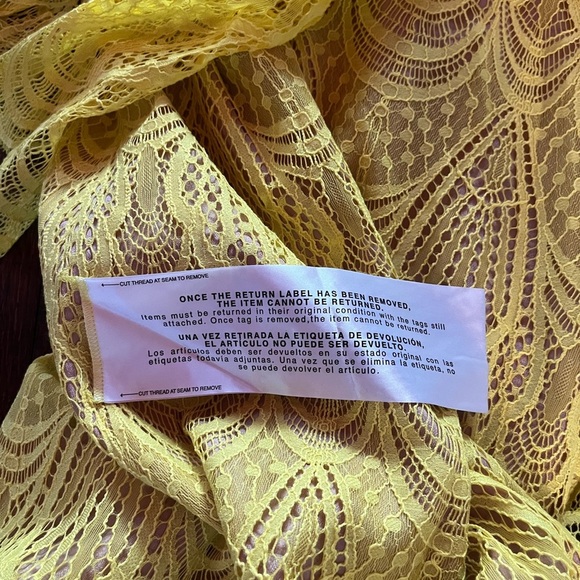 ←CUT THREAD AT SEAM TO REMOVE
ONCE THE RETURN LABEL HAS BEEN REMOVED,
THE ITEM CANNOT BE RETURNED.
Items must be returned in their original condition with the tags still
attached. Once tag is removed,the item cannot be returned.
UNA VEZ RETIRADA LA ETIQUETA DE DEVOLUCIÓN,
EL ARTICULO NO PUEDE SER DEVUELTO.
Los artículos deben ser devueltos en su estado original con las
etiquetas todavia adjuntas. Una vez que se elimina la etiqueta, no
se puede devolver el artículo.
←CUT THREAD AT SEAM TO REMOVE